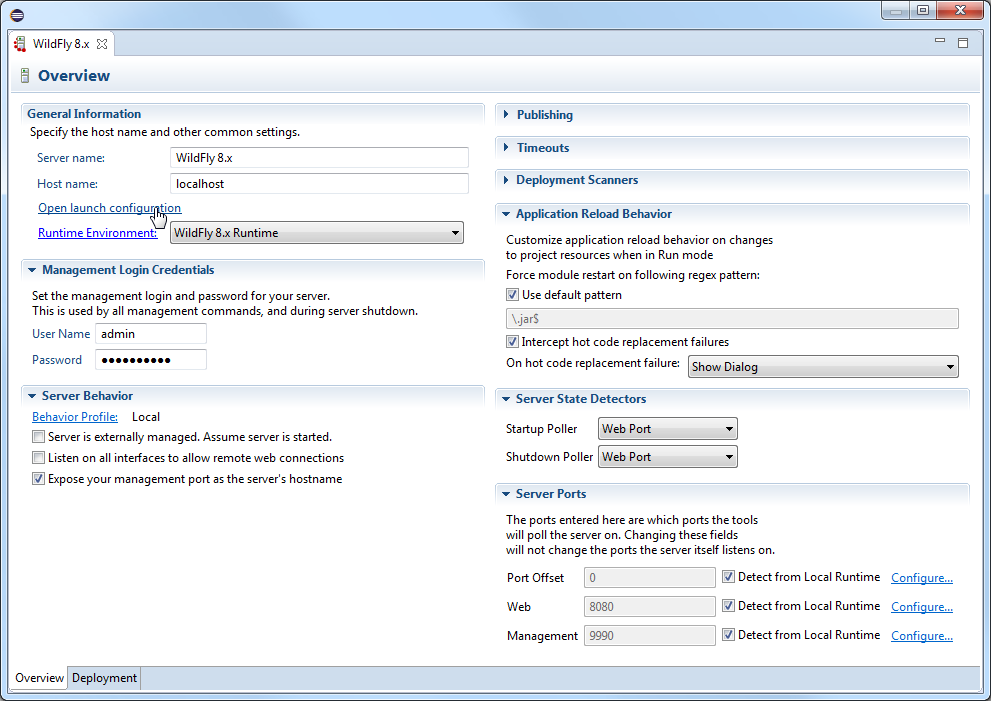 WildFly 8.x
Overview
General Information
Specify the host name and other common settings.
Server name: WildFly 8.x
Host name: localhost
Open launch configuration
Runtime Environment: WildFly 8.x Runtime
Management Login Credentials
Set the management login and password for your server.
This is used by all management commands, and during server shutdown.
User Name admin
Password ●●●●●●●●●●
Server Behavior
Behavior Profile: Local
Server is externally managed. Assume server is started.
Listen on all interfaces to allow remote web connections
Expose your management port as the server's hostname
Publishing
Timeouts
Deployment Scanners
Application Reload Behavior
Customize application reload behavior on changes
to project resources when in Run mode
Force module restart on following regex pattern:
Use default pattern
\.jar$
Intercept hot code replacement failures
On hot code replacement failure: Show Dialog
Server State Detectors
Startup Poller Web Port
Shutdown Poller Web Port
Server Ports
The ports entered here are which ports the tools
will poll the server on. Changing these fields
will not change the ports the server itself listens on.
Port Offset 0 Detect from Local Runtime Configure...
Web 8080 Detect from Local Runtime Configure...
Management 9990 Detect from Local Runtime Configure...
Overview Deployment